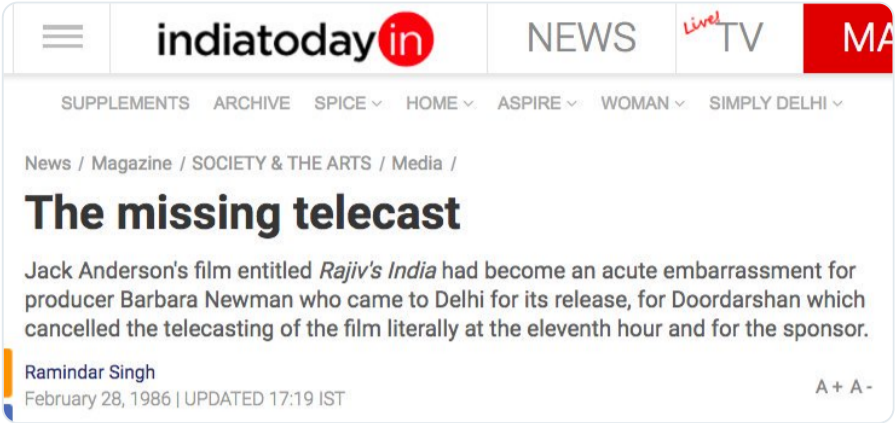 indiatoday in NEWS Live! TV MA
SUPPLEMENTS ARCHIVE SPICE HOME ASPIRE WOMAN SIMPLY DELHI
News / Magazine / SOCIETY & THE ARTS / Media /
The missing telecast
Jack Anderson's film entitled Rajiv's India had become an acute embarrassment for
producer Barbara Newman who came to Delhi for its release, for Doordarshan which
cancelled the telecasting of the film literally at the eleventh hour and for the sponsor.
Ramindar Singh
February 28, 1986 | UPDATED 17:19 IST
A+ A-